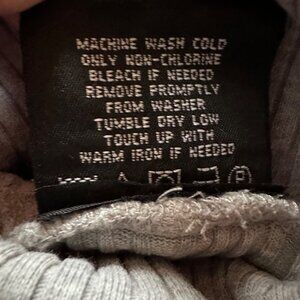 MACHINE WASH COLD
ONLY NON-CHLORINE
BLEACH IF NEEDED
REMOVE PROMPTLY
FROM WASHER
TUMBLE DRY LOW
TOUCH UP WITH
WARM IRON IF NEEDED
P